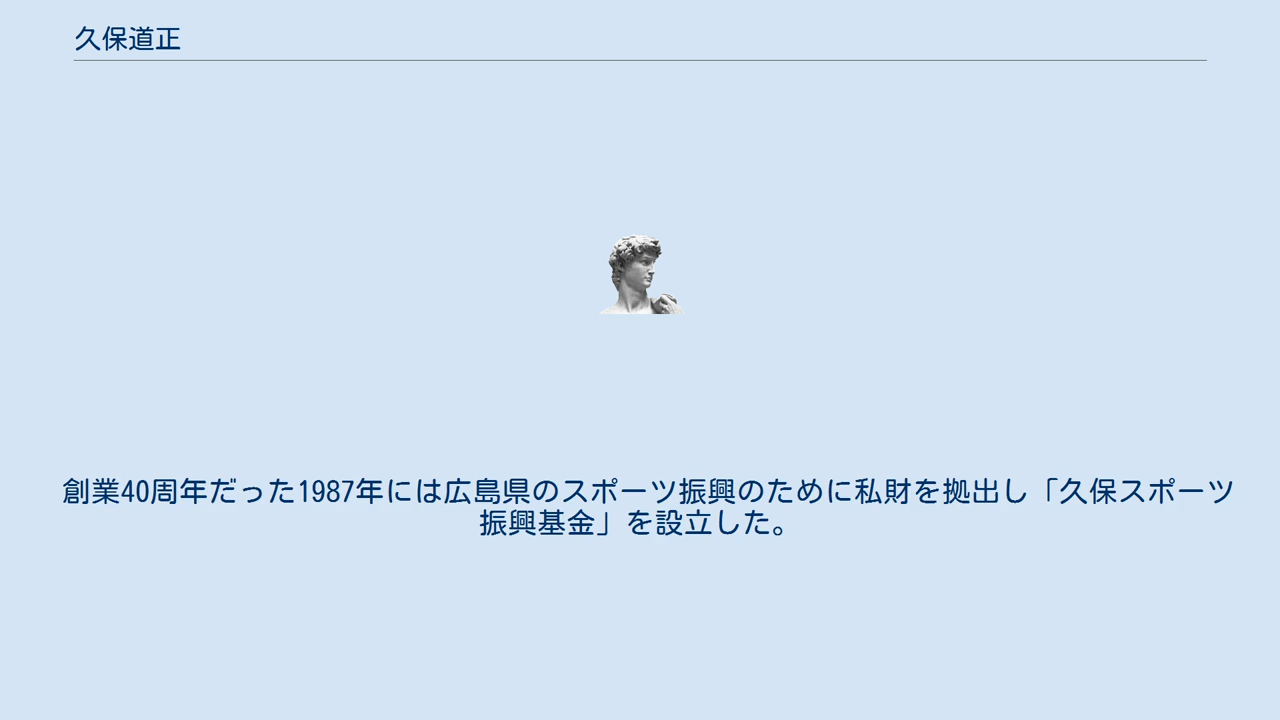 久保道正
創業40周年だった1987年には広島県のスポーツ振興のために私財を拠出し「久保スポーツ
振興基金」を設立した。